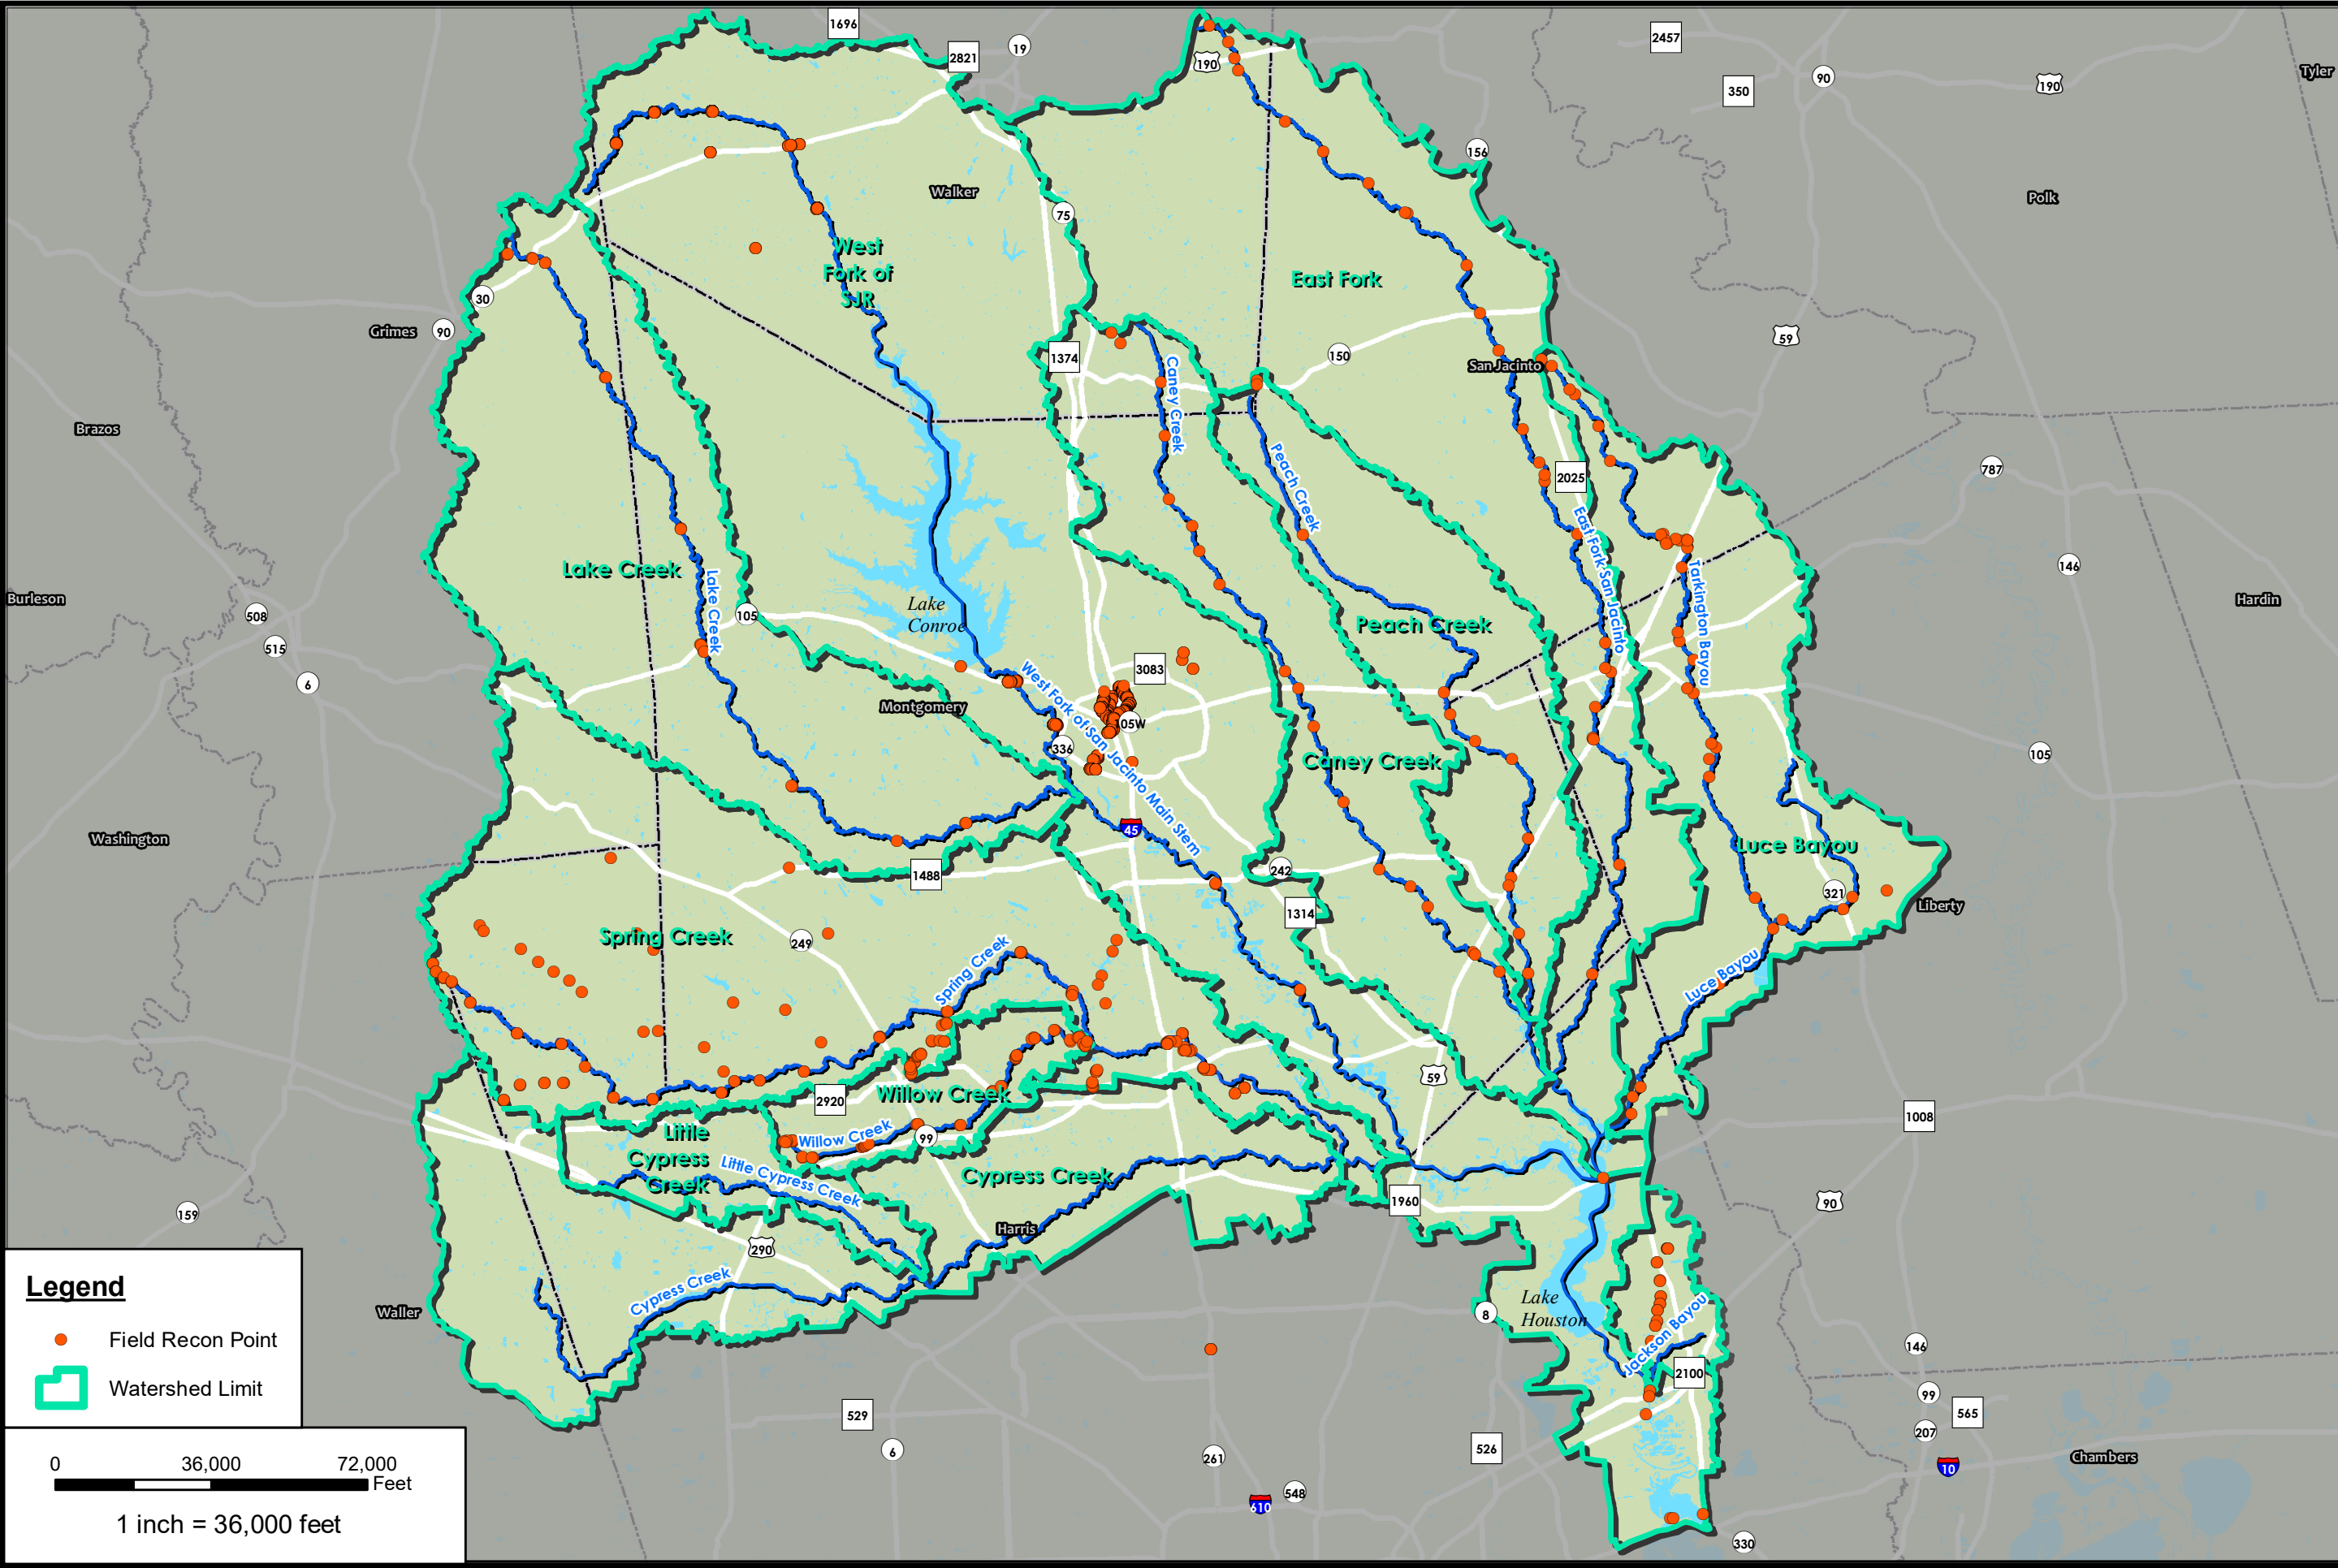 1696
2821
19
190
2457
350
90
190
Tyler
156
Walker
75
Polk
West
Fork of
SJR
East Fork
30
Grimes
90
1374
150
San Jacinto
59
Caney Creek
Brazos
Peach Creek
2025
787
East Fork San Jacinto
Lake Creek
Lake Creek
Tarkington Bayou
146
Burleson
508
515
6
105
Lake
Conroe
Peach Creek
Hardin
3083
West Fork of San Jacinto Main Stem
Montgomery
105W
336
Caney Creek
105
Washington
45
1488
242
1314
Luce Bayou
321
Liberty
Spring Creek
249
Spring Creek
Luce Bayou
59
2920
Willow Creek
1008
Little
Cypress
Creek
Willow Creek
99
Little Cypress Creek
Cypress Creek
159
1960
90
Harris
290
Cypress Creek
Waller
Lake
Houston
8
Jackson Bayou
2100
146
99
565
207
529
6
261
526
10
Chambers
610
548
330
Legend
Field Recon Point
Watershed Limit
0 36,000 72,000
Feet
1 inch = 36,000 feet